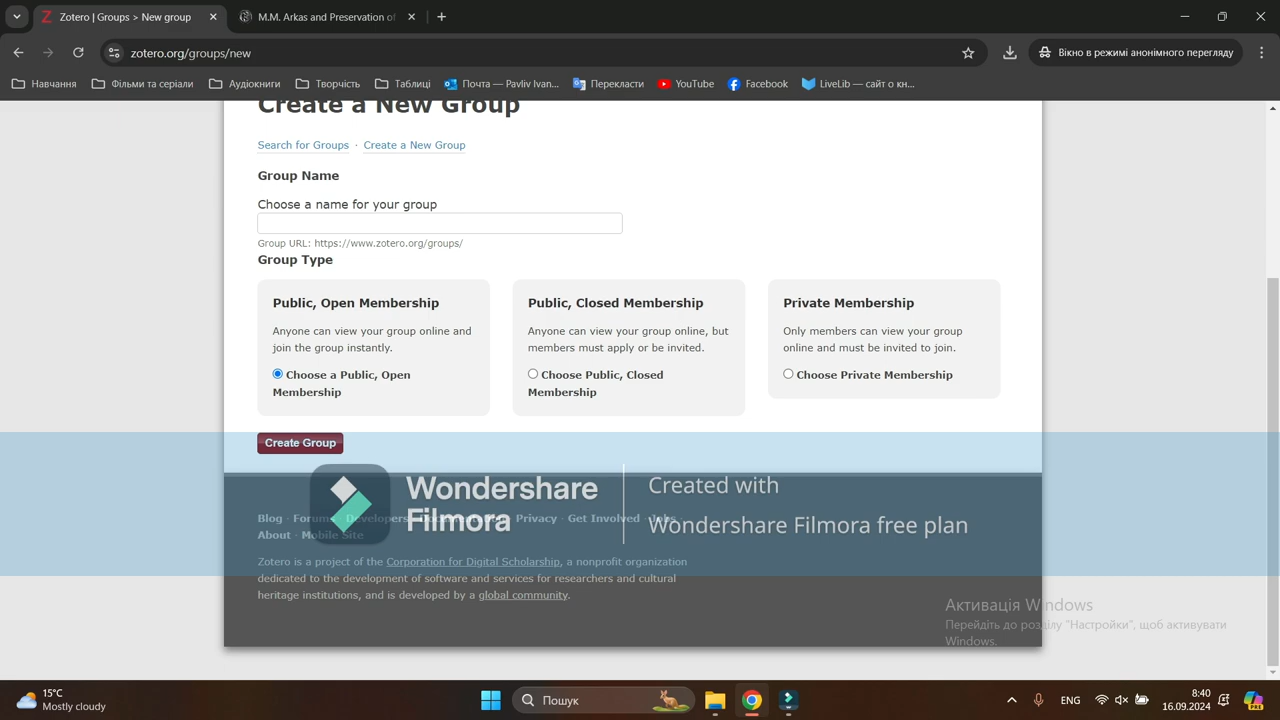 Zotero | Groups > New group
M.M. Arkas and Preservation of
zotero.org/groups/new
Вікно в режимі анонімного перегляду
Навчання
Фільми та серіали
Аудіокниги
Творчість
Таблиці
Почта — Pavliv Ivan...
Перекласти
YouTube
Facebook
LiveLib — сайт о кн...
Create a New Group
Search for Groups · Create a New Group
Group Name
Choose a name for your group
Group URL: https://www.zotero.org/groups/
Group Type
Public, Open Membership
Anyone can view your group online and
join the group instantly.
Choose a Public, Open
Membership
Public, Closed Membership
Anyone can view your group online, but
members must apply or be invited.
Choose Public, Closed
Membership
Private Membership
Only members can view your group
online and must be invited to join.
Choose Private Membership
Create Group
Wondershare
Filmora
Created with
Wondershare Filmora free plan
Blog · Forums · Developers · Privacy · Get Involved · Jobs
About · Mobile Site
Zotero is a project of the Corporation for Digital Scholarship, a nonprofit organization
dedicated to the development of software and services for researchers and cultural
heritage institutions, and is developed by a global community.
Активація Windows
Перейдіть до розділу "Настройки", щоб активувати
Windows.
15°C
Mostly cloudy
Пошук
ENG
8:40
16.09.2024